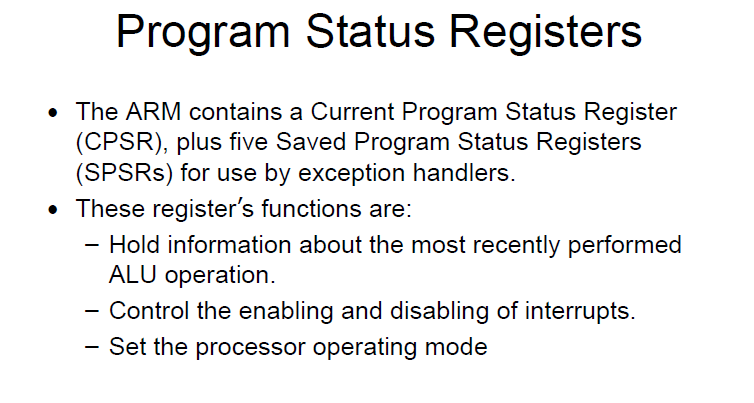 Program Status Registers
• The ARM contains a Current Program Status Register
(CPSR), plus five Saved Program Status Registers
(SPSRs) for use by exception handlers.
• These register′s functions are:
– Hold information about the most recently performed
ALU operation.
– Control the enabling and disabling of interrupts.
– Set the processor operating mode